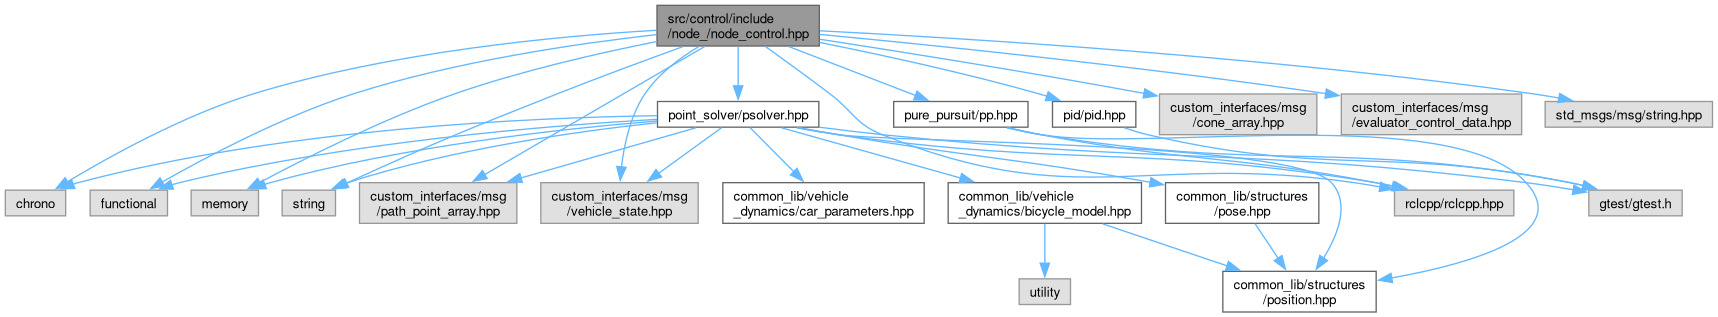 src/control/include
/node_/node_control.hpp
point_solver/psolver.hpp
pure_pursuit/pp.hpp
pid/pid.hpp
custom_interfaces/msg
/cone_array.hpp
custom_interfaces/msg
/evaluator_control_data.hpp
std_msgs/msg/string.hpp
chrono
functional
memory
string
custom_interfaces/msg
/path_point_array.hpp
custom_interfaces/msg
/vehicle_state.hpp
common_lib/vehicle
_dynamics/car_parameters.hpp
common_lib/vehicle
_dynamics/bicycle_model.hpp
common_lib/structures
/pose.hpp
rclcpp/rclcpp.hpp
gtest/gtest.h
utility
common_lib/structures
/position.hpp